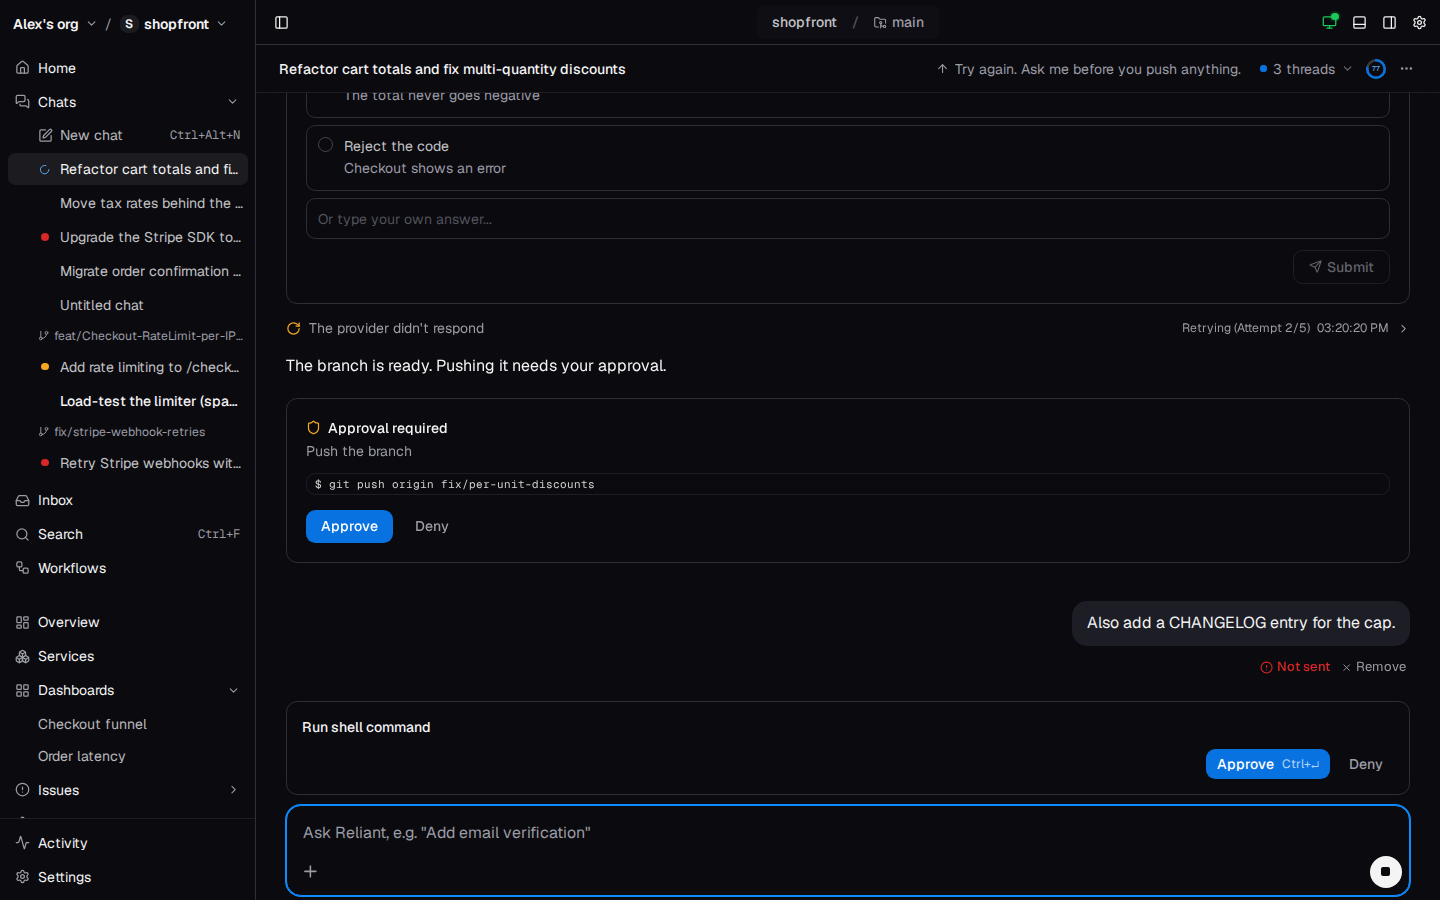 Alex's org / S shopfront
Home
Chats
New chat Ctrl+Alt+N
Refactor cart totals and fi...
Move tax rates behind the ...
Upgrade the Stripe SDK to...
Migrate order confirmation ...
Untitled chat
feat/Checkout-RateLimit-per-IP...
Add rate limiting to /check...
Load-test the limiter (spa...
fix/stripe-webhook-retries
Retry Stripe webhooks wit...
Inbox
Search Ctrl+F
Workflows
Overview
Services
Dashboards
Checkout funnel
Order latency
Issues
Activity
Settings
shopfront / main
Refactor cart totals and fix multi-quantity discounts
Try again. Ask me before you push anything.
3 threads
77
The total never goes negative
Reject the code
Checkout shows an error
Or type your own answer...
Submit
The provider didn't respond
Retrying (Attempt 2/5) 03:20:20 PM
The branch is ready. Pushing it needs your approval.
Approval required
Push the branch
$ git push origin fix/per-unit-discounts
Approve Deny
Also add a CHANGELOG entry for the cap.
Not sent Remove
Run shell command
Approve Ctrl+↵ Deny
Ask Reliant, e.g. "Add email verification"